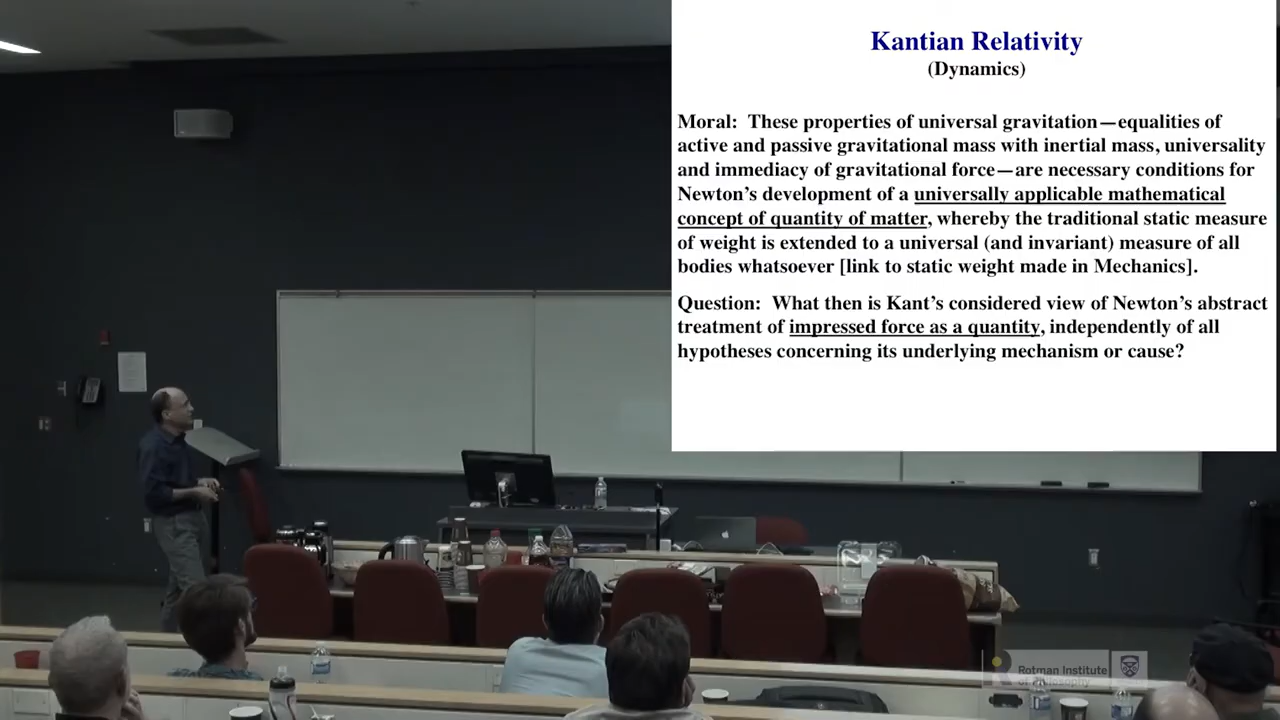 Kantian Relativity
(Dynamics)
Moral: These properties of universal gravitation—equalities of
active and passive gravitational mass with inertial mass, universality
and immediacy of gravitational force—are necessary conditions for
Newton's development of a universally applicable mathematical
concept of quantity of matter, whereby the traditional static measure
of weight is extended to a universal (and invariant) measure of all
bodies whatsoever [link to static weight made in Mechanics].
Question: What then is Kant's considered view of Newton's abstract
treatment of impressed force as a quantity, independently of all
hypotheses concerning its underlying mechanism or cause?
Rotman Institute
of Philosophy